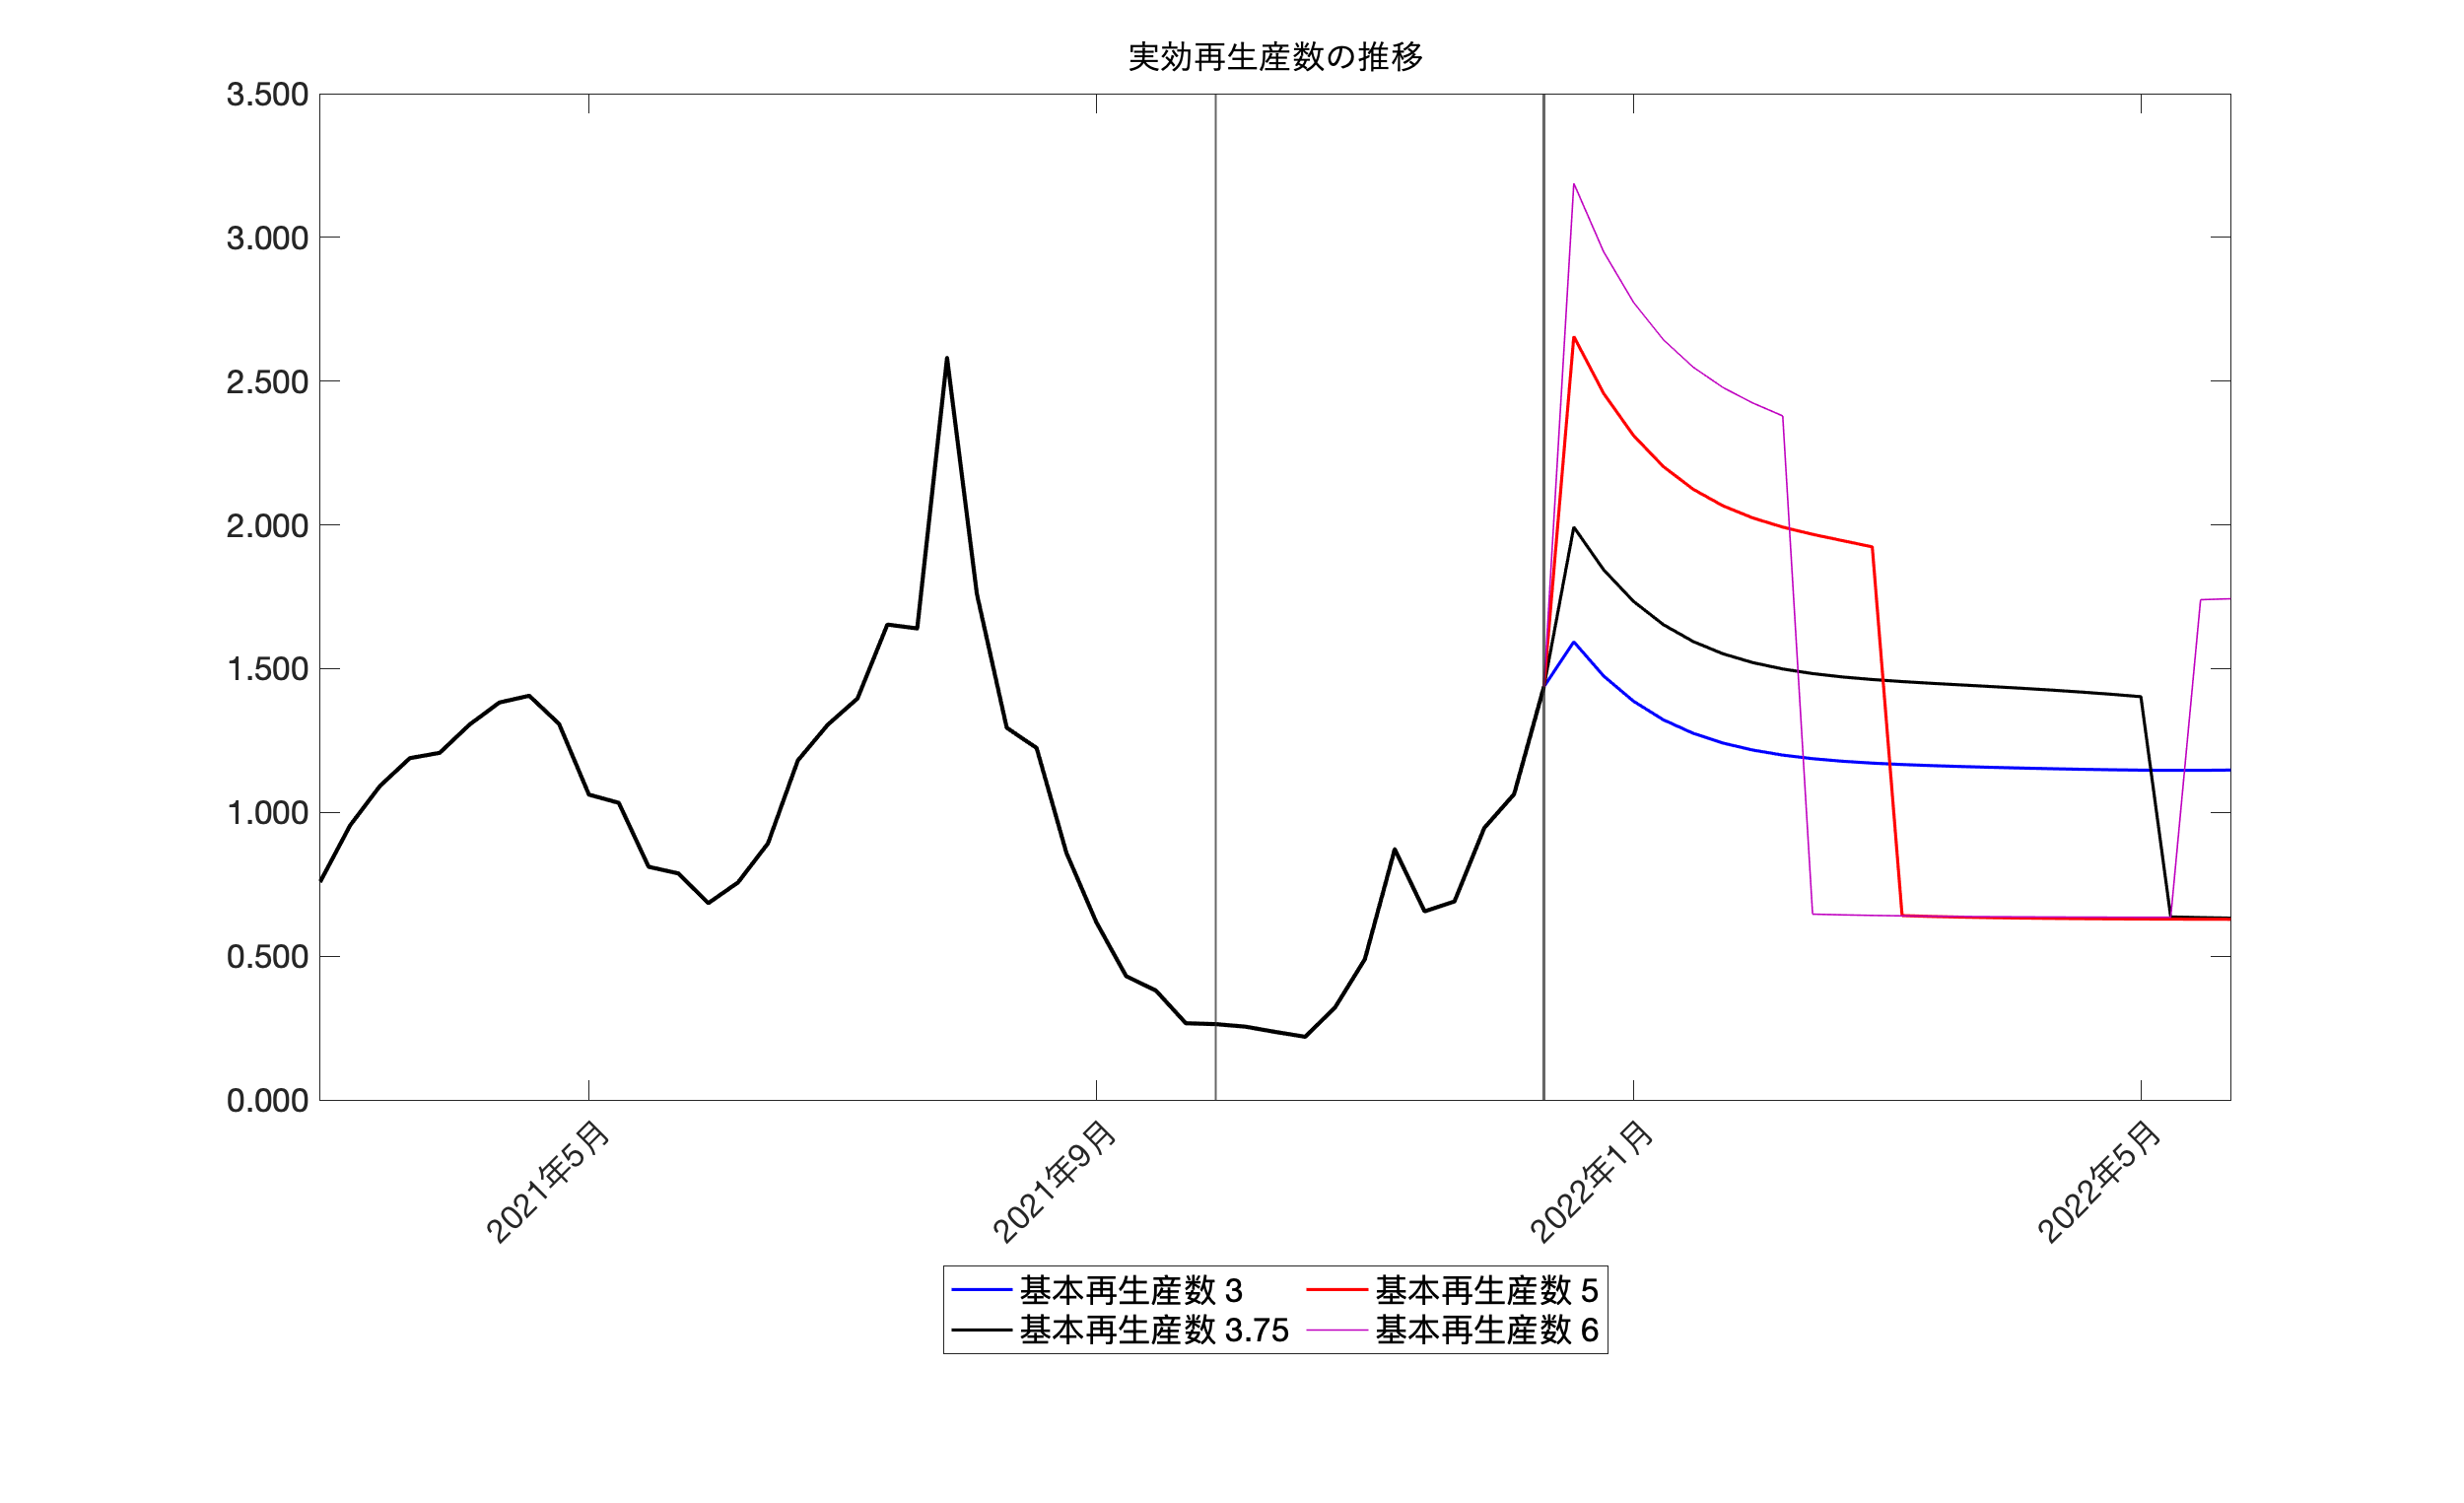 実効再生産数の推移
3.500
3.000
2.500
2.000
1.500
1.000
0.500
0.000
2021年5月
2021年9月
2022年1月
2022年5月
基本再生産数 3
基本再生産数 5
基本再生産数 3.75
基本再生産数 6